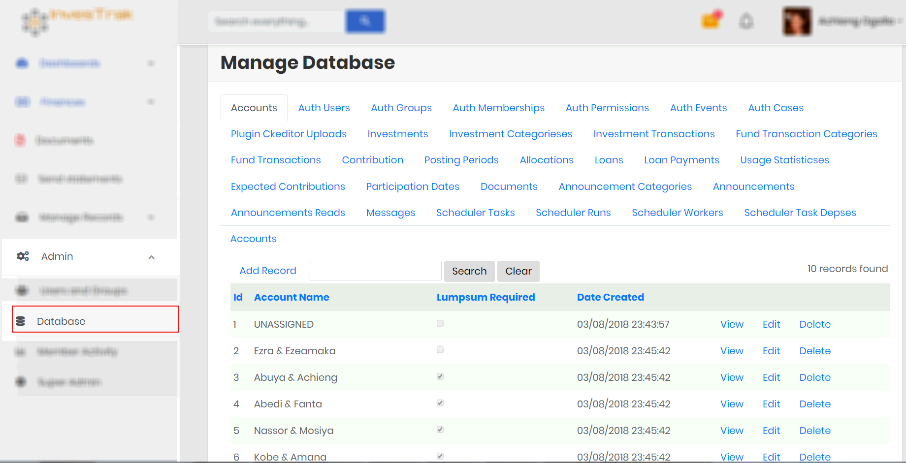 InvesTrak
Search everything..
Dashboards
Finances
Documents
Send statements
Manage Records
Admin
Users and Groups
Database
Member Activity
Super Admin
Manage Database
Accounts Auth Users Auth Groups Auth Memberships Auth Permissions Auth Events Auth Cases
Plugin Ckeditor Uploads Investments Investment Categorieses Investment Transactions Fund Transaction Categories
Fund Transactions Contribution Posting Periods Allocations Loans Loan Payments Usage Statisticses
Expected Contributions Participation Dates Documents Announcement Categories Announcements
Announcements Reads Messages Scheduler Tasks Scheduler Runs Scheduler Workers Scheduler Task Depses
Accounts
Add Record Search Clear 10 records found
Id Account Name Lumpsum Required Date Created
1 UNASSIGNED 03/08/2018 23:43:57 View Edit Delete
2 Ezra & Ezeamaka 03/08/2018 23:45:42 View Edit Delete
3 Abuya & Achieng 03/08/2018 23:45:42 View Edit Delete
4 Abedi & Fanta 03/08/2018 23:45:42 View Edit Delete
5 Nassor & Mosiya 03/08/2018 23:45:42 View Edit Delete
6 Kobe & Amana 03/08/2018 23:45:42 View Edit Delete